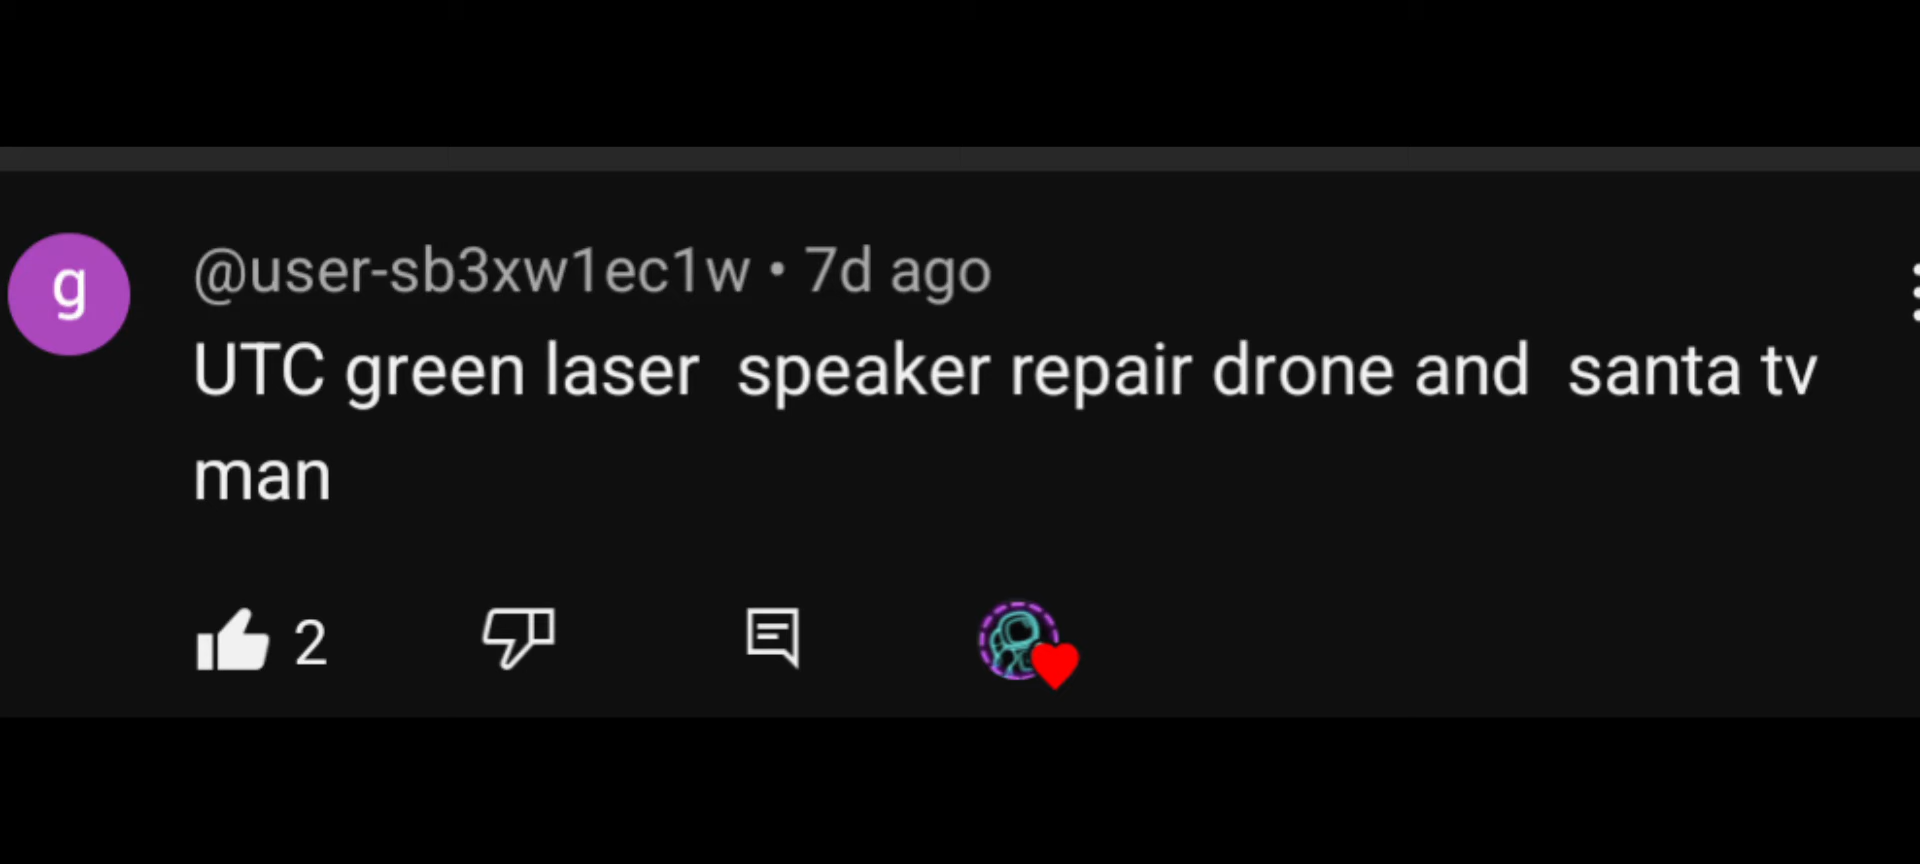 g
@user-sb3xw1ec1w • 7d ago
UTC green laser  speaker repair drone and  santa tv
man
2